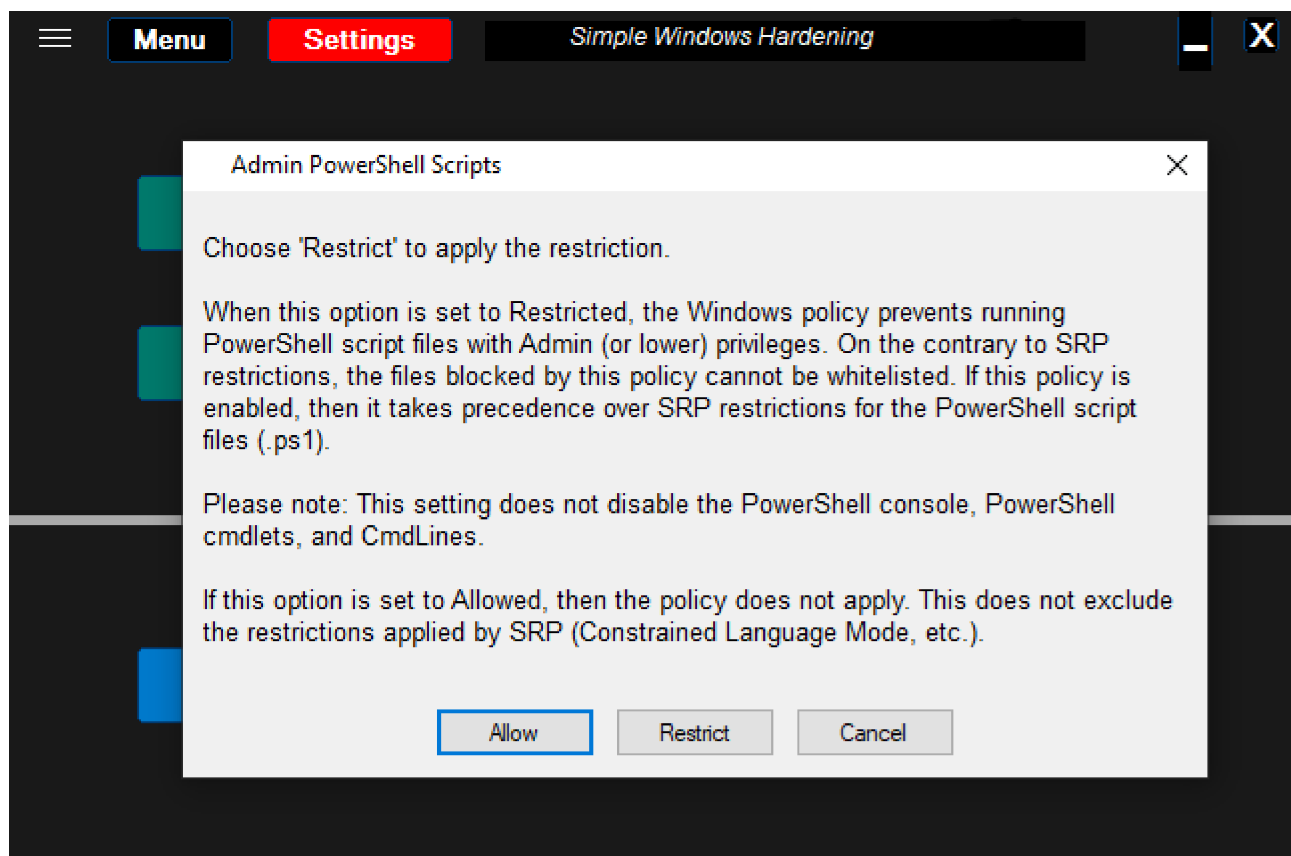 Menu
Settings
Simple Windows Hardening
X
Admin PowerShell Scripts
Choose 'Restrict' to apply the restriction.
When this option is set to Restricted, the Windows policy prevents running
PowerShell script files with Admin (or lower) privileges. On the contrary to SRP
restrictions, the files blocked by this policy cannot be whitelisted. If this policy is
enabled, then it takes precedence over SRP restrictions for the PowerShell script
files (.ps1).
Please note: This setting does not disable the PowerShell console, PowerShell
cmdlets, and CmdLines.
If this option is set to Allowed, then the policy does not apply. This does not exclude
the restrictions applied by SRP (Constrained Language Mode, etc.).
Allow
Restrict
Cancel